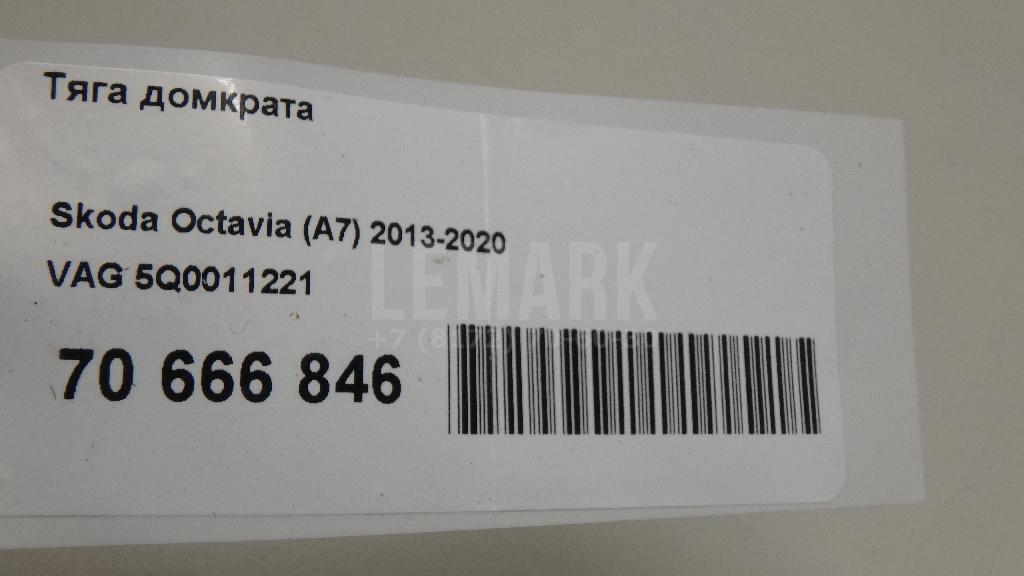 Тяга домкрата
Skoda Octavia (A7) 2013-2020
VAG 5Q0011221
LEMARK
70 666 846